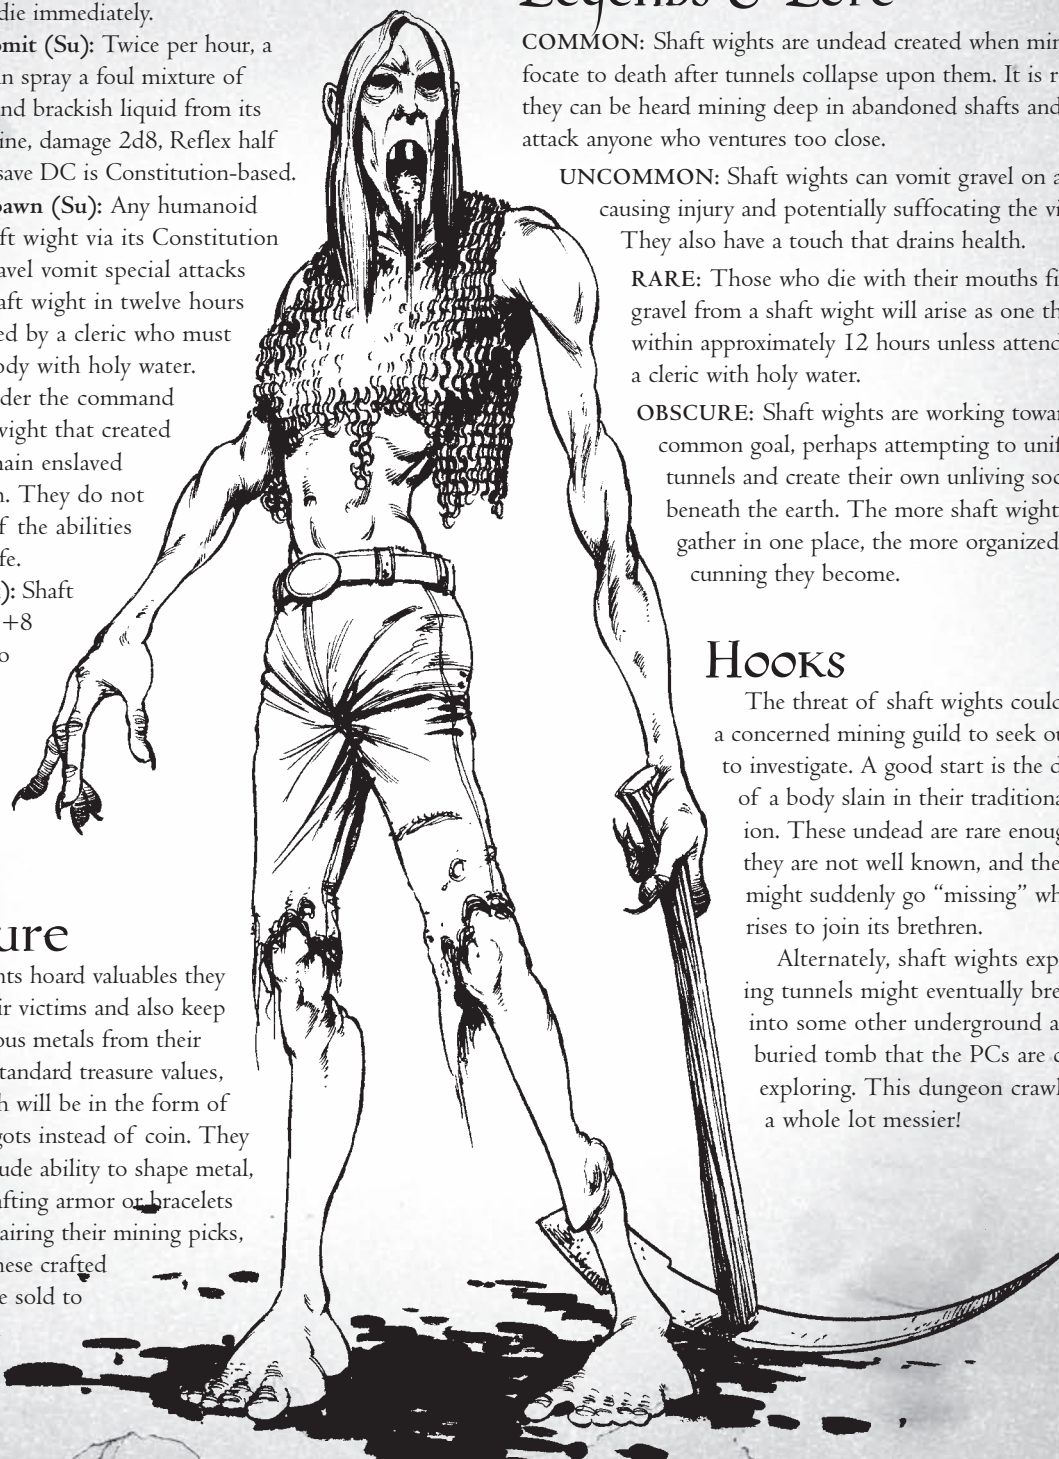 die immediately.
omit (Su): Twice per hour, a
n spray a foul mixture of
nd brackish liquid from its
ine, damage 2d8, Reflex half
save DC is Constitution-based.
pawn (Su): Any humanoid
ft wight via its Constitution
avel vomit special attacks
aft wight in twelve hours
ed by a cleric who must
ody with holy water.
der the command
wight that created
main enslaved
n. They do not
f the abilities
fe.
): Shaft
+8
o
ure
nts hoard valuables they
ir victims and also keep
ous metals from their
standard treasure values,
h will be in the form of
gots instead of coin. They
ude ability to shape metal,
afting armor or bracelets
airing their mining picks,
hese crafted
e sold to
Legends & Lore
COMMON: Shaft wights are undead created when min
focate to death after tunnels collapse upon them. It is r
they can be heard mining deep in abandoned shafts and
attack anyone who ventures too close.
UNCOMMON: Shaft wights can vomit gravel on a
causing injury and potentially suffocating the vi
They also have a touch that drains health.
RARE: Those who die with their mouths fi
gravel from a shaft wight will arise as one th
within approximately 12 hours unless attend
a cleric with holy water.
OBSCURE: Shaft wights are working towar
common goal, perhaps attempting to unif
tunnels and create their own unliving soc
beneath the earth. The more shaft wight
gather in one place, the more organized
cunning they become.
Hooks
The threat of shaft wights could
a concerned mining guild to seek ou
to investigate. A good start is the d
of a body slain in their traditiona
ion. These undead are rare enoug
they are not well known, and the
might suddenly go “missing” wh
rises to join its brethren.
Alternately, shaft wights exp
ing tunnels might eventually bre
into some other underground a
buried tomb that the PCs are c
exploring. This dungeon crawl
a whole lot messier!